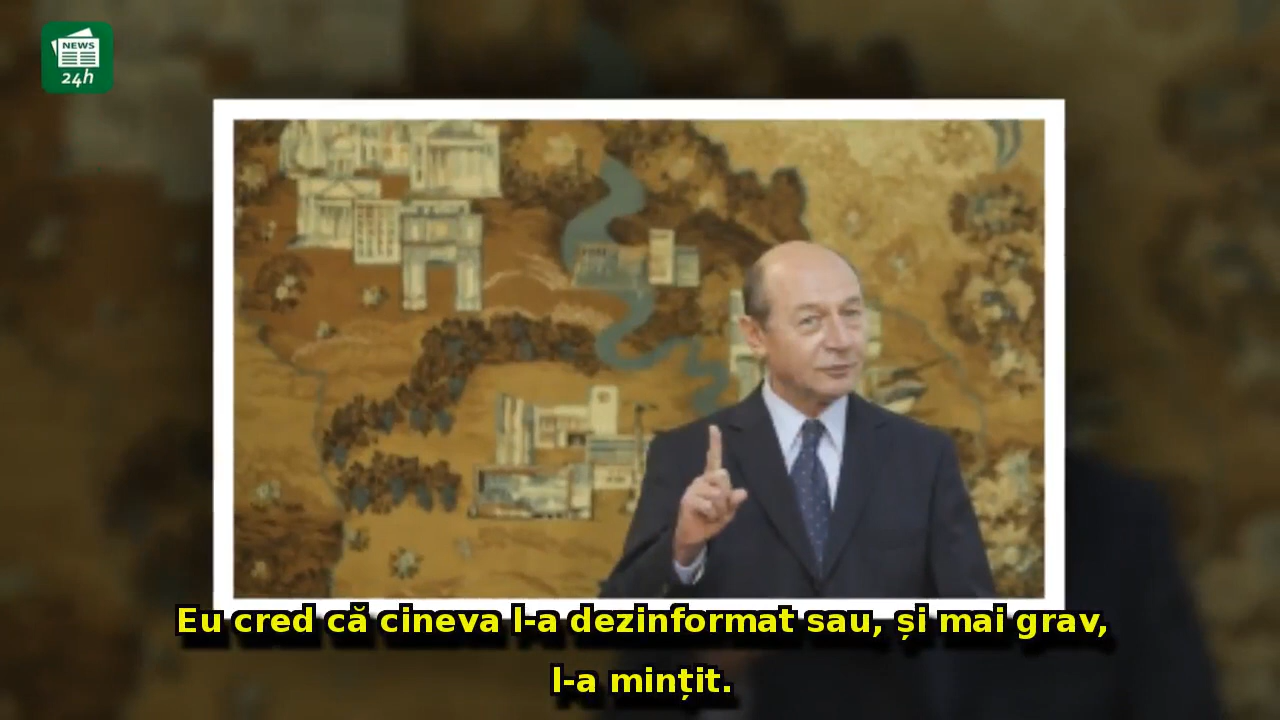 NEWS
24h
Eu cred că cineva l-a dezinformat sau, și mai grav,
l-a mințit.